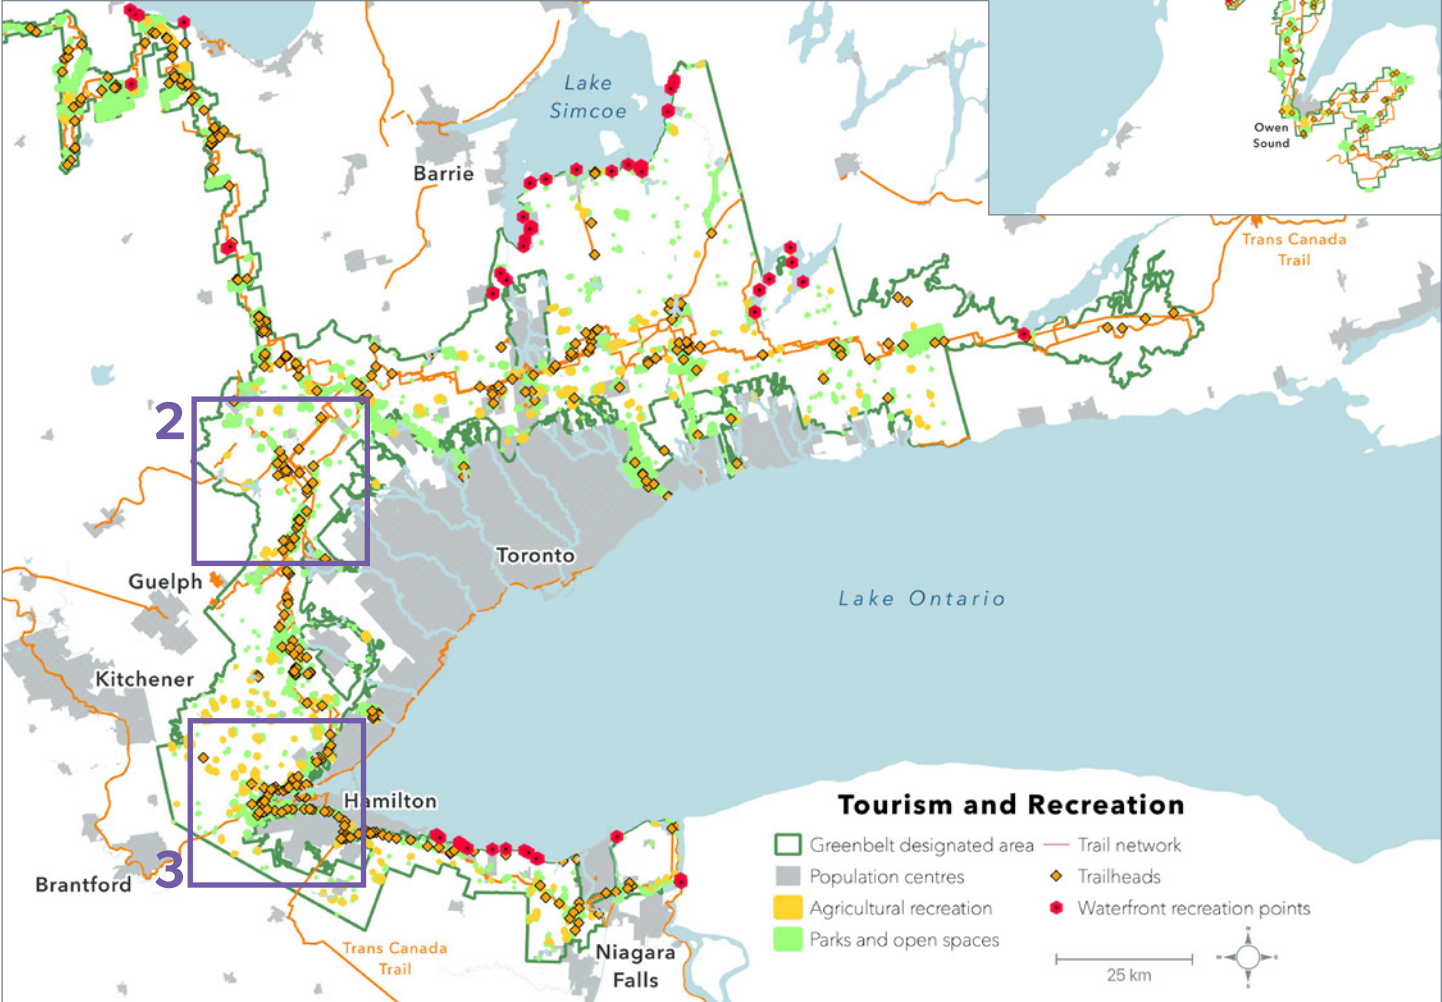 Lake
Simcoe
Barrie
Owen
Sound
Trans Canada
Trail
2
Toronto
Guelph
Lake Ontario
Kitchener
Hamilton
3
Brantford
Trans Canada
Trail
Niagara
Falls
Tourism and Recreation
Greenbelt designated area
Population centres
Agricultural recreation
Parks and open spaces
Trail network
Trailheads
Waterfront recreation points
25 km